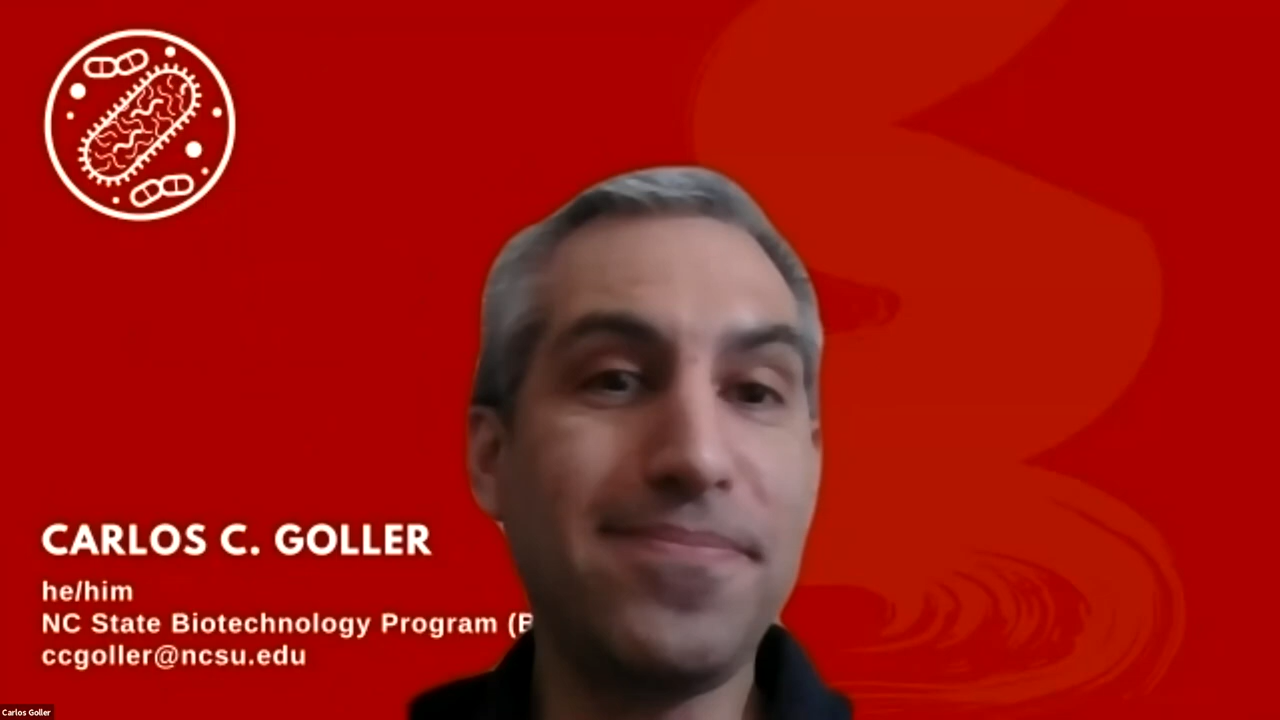 CARLOS C. GOLLER
he/him
NC State Biotechnology Program (B
ccgoller@ncsu.edu
Carlos Goller